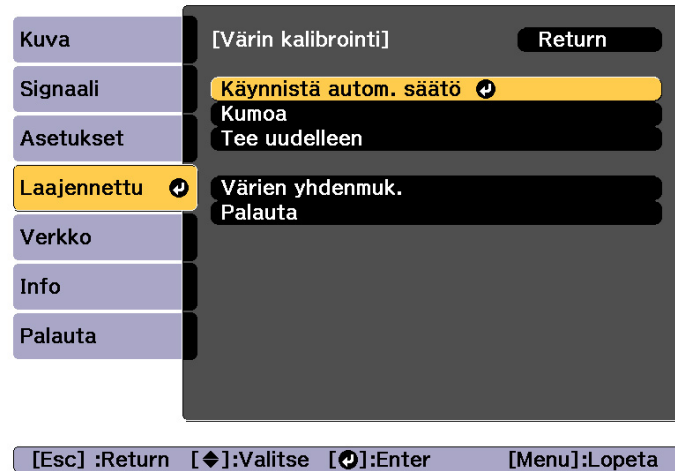 Kuva
Signaali
Asetukset
Laajennettu
Verkko
Info
Palauta
[Värin kalibrointi] Return
Käynnistä autom. säätö
Kumoa
Tee uudelleen
Värien yhdenmuk.
Palauta
[Esc] :Return [◆]:Valitse [↵]:Enter [Menu]:Lopeta